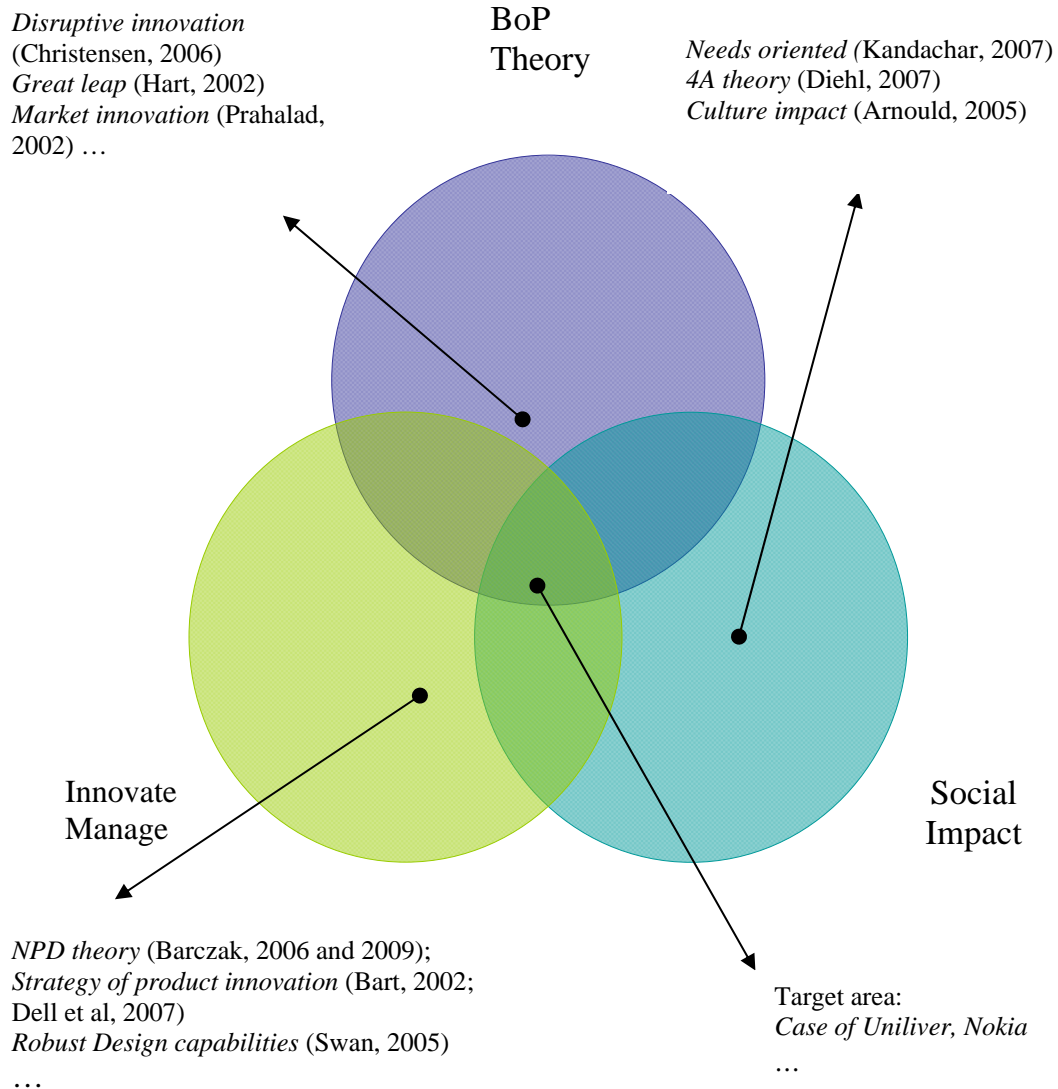 Disruptive innovation
(Christensen, 2006)
Great leap (Hart, 2002)
Market innovation (Prahalad,
2002) …
BoP
Theory
Needs oriented (Kandachar, 2007)
4A theory (Diehl, 2007)
Culture impact (Arnould, 2005)
Innovate
Manage
Social
Impact
NPD theory (Barczak, 2006 and 2009);
Strategy of product innovation (Bart, 2002;
Dell et al, 2007)
Robust Design capabilities (Swan, 2005)
…
Target area:
Case of Uniliver, Nokia
…